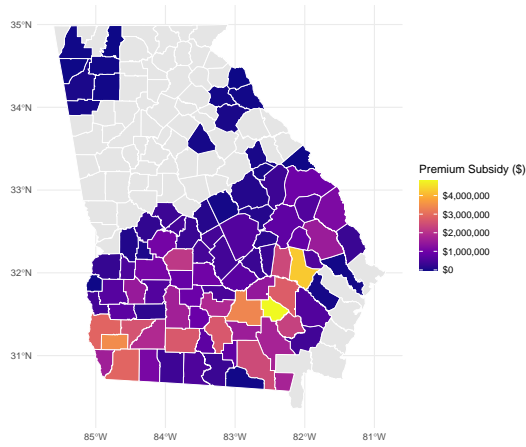 35°N
34°N
33°N
32°N
31°N
85°W
84°W
83°W
82°W
81°W
Premium Subsidy ($)
$4,000,000
$3,000,000
$2,000,000
$1,000,000
$0